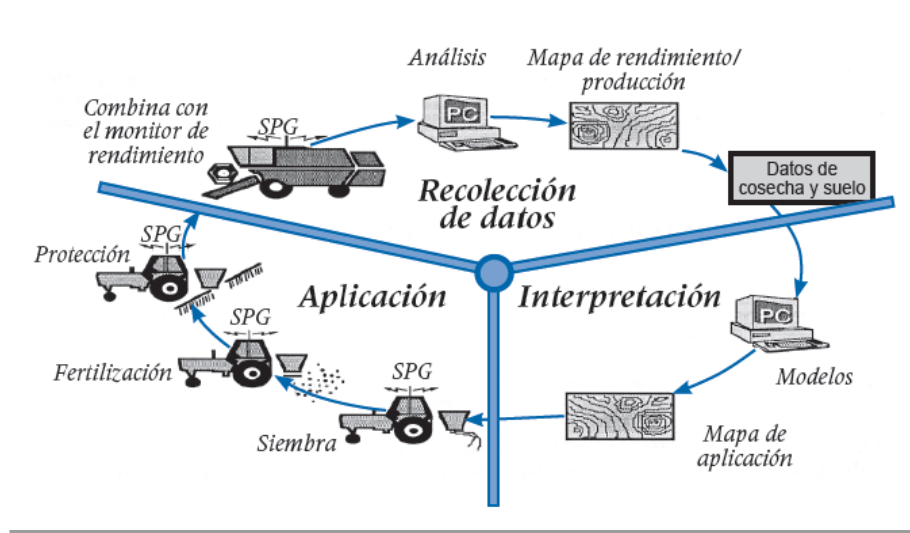 Análisis
Mapa de rendimiento/
producción
Combina con
el monitor de
rendimiento
SPG
PC
Datos de
cosecha y suelo
Recolección
de datos
SPG
Protección
Aplicación
Interpretación
PC
SPG
Fertilización
Modelos
SPG
Siembra
Mapa de
aplicación